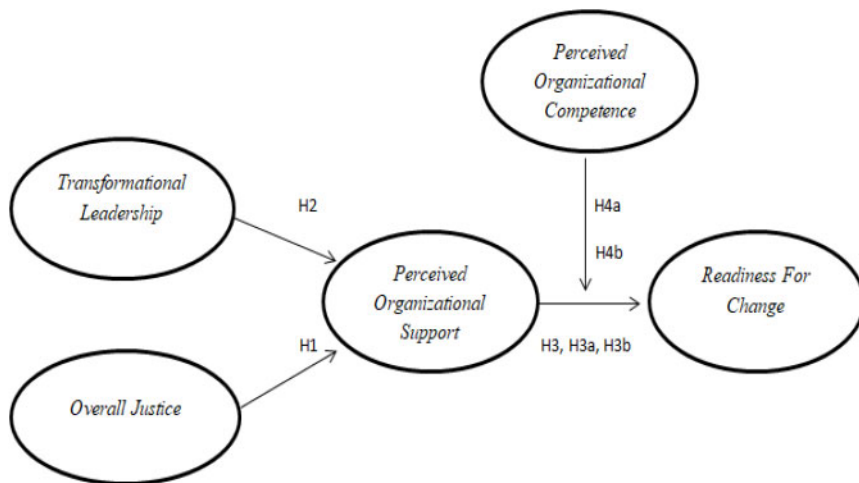 Perceived
Organizational
Competence
Transformational
Leadership
H2
H4a
H4b
Perceived
Organizational
Support
Readiness For
Change
H1
H3, H3a, H3b
Overall Justice